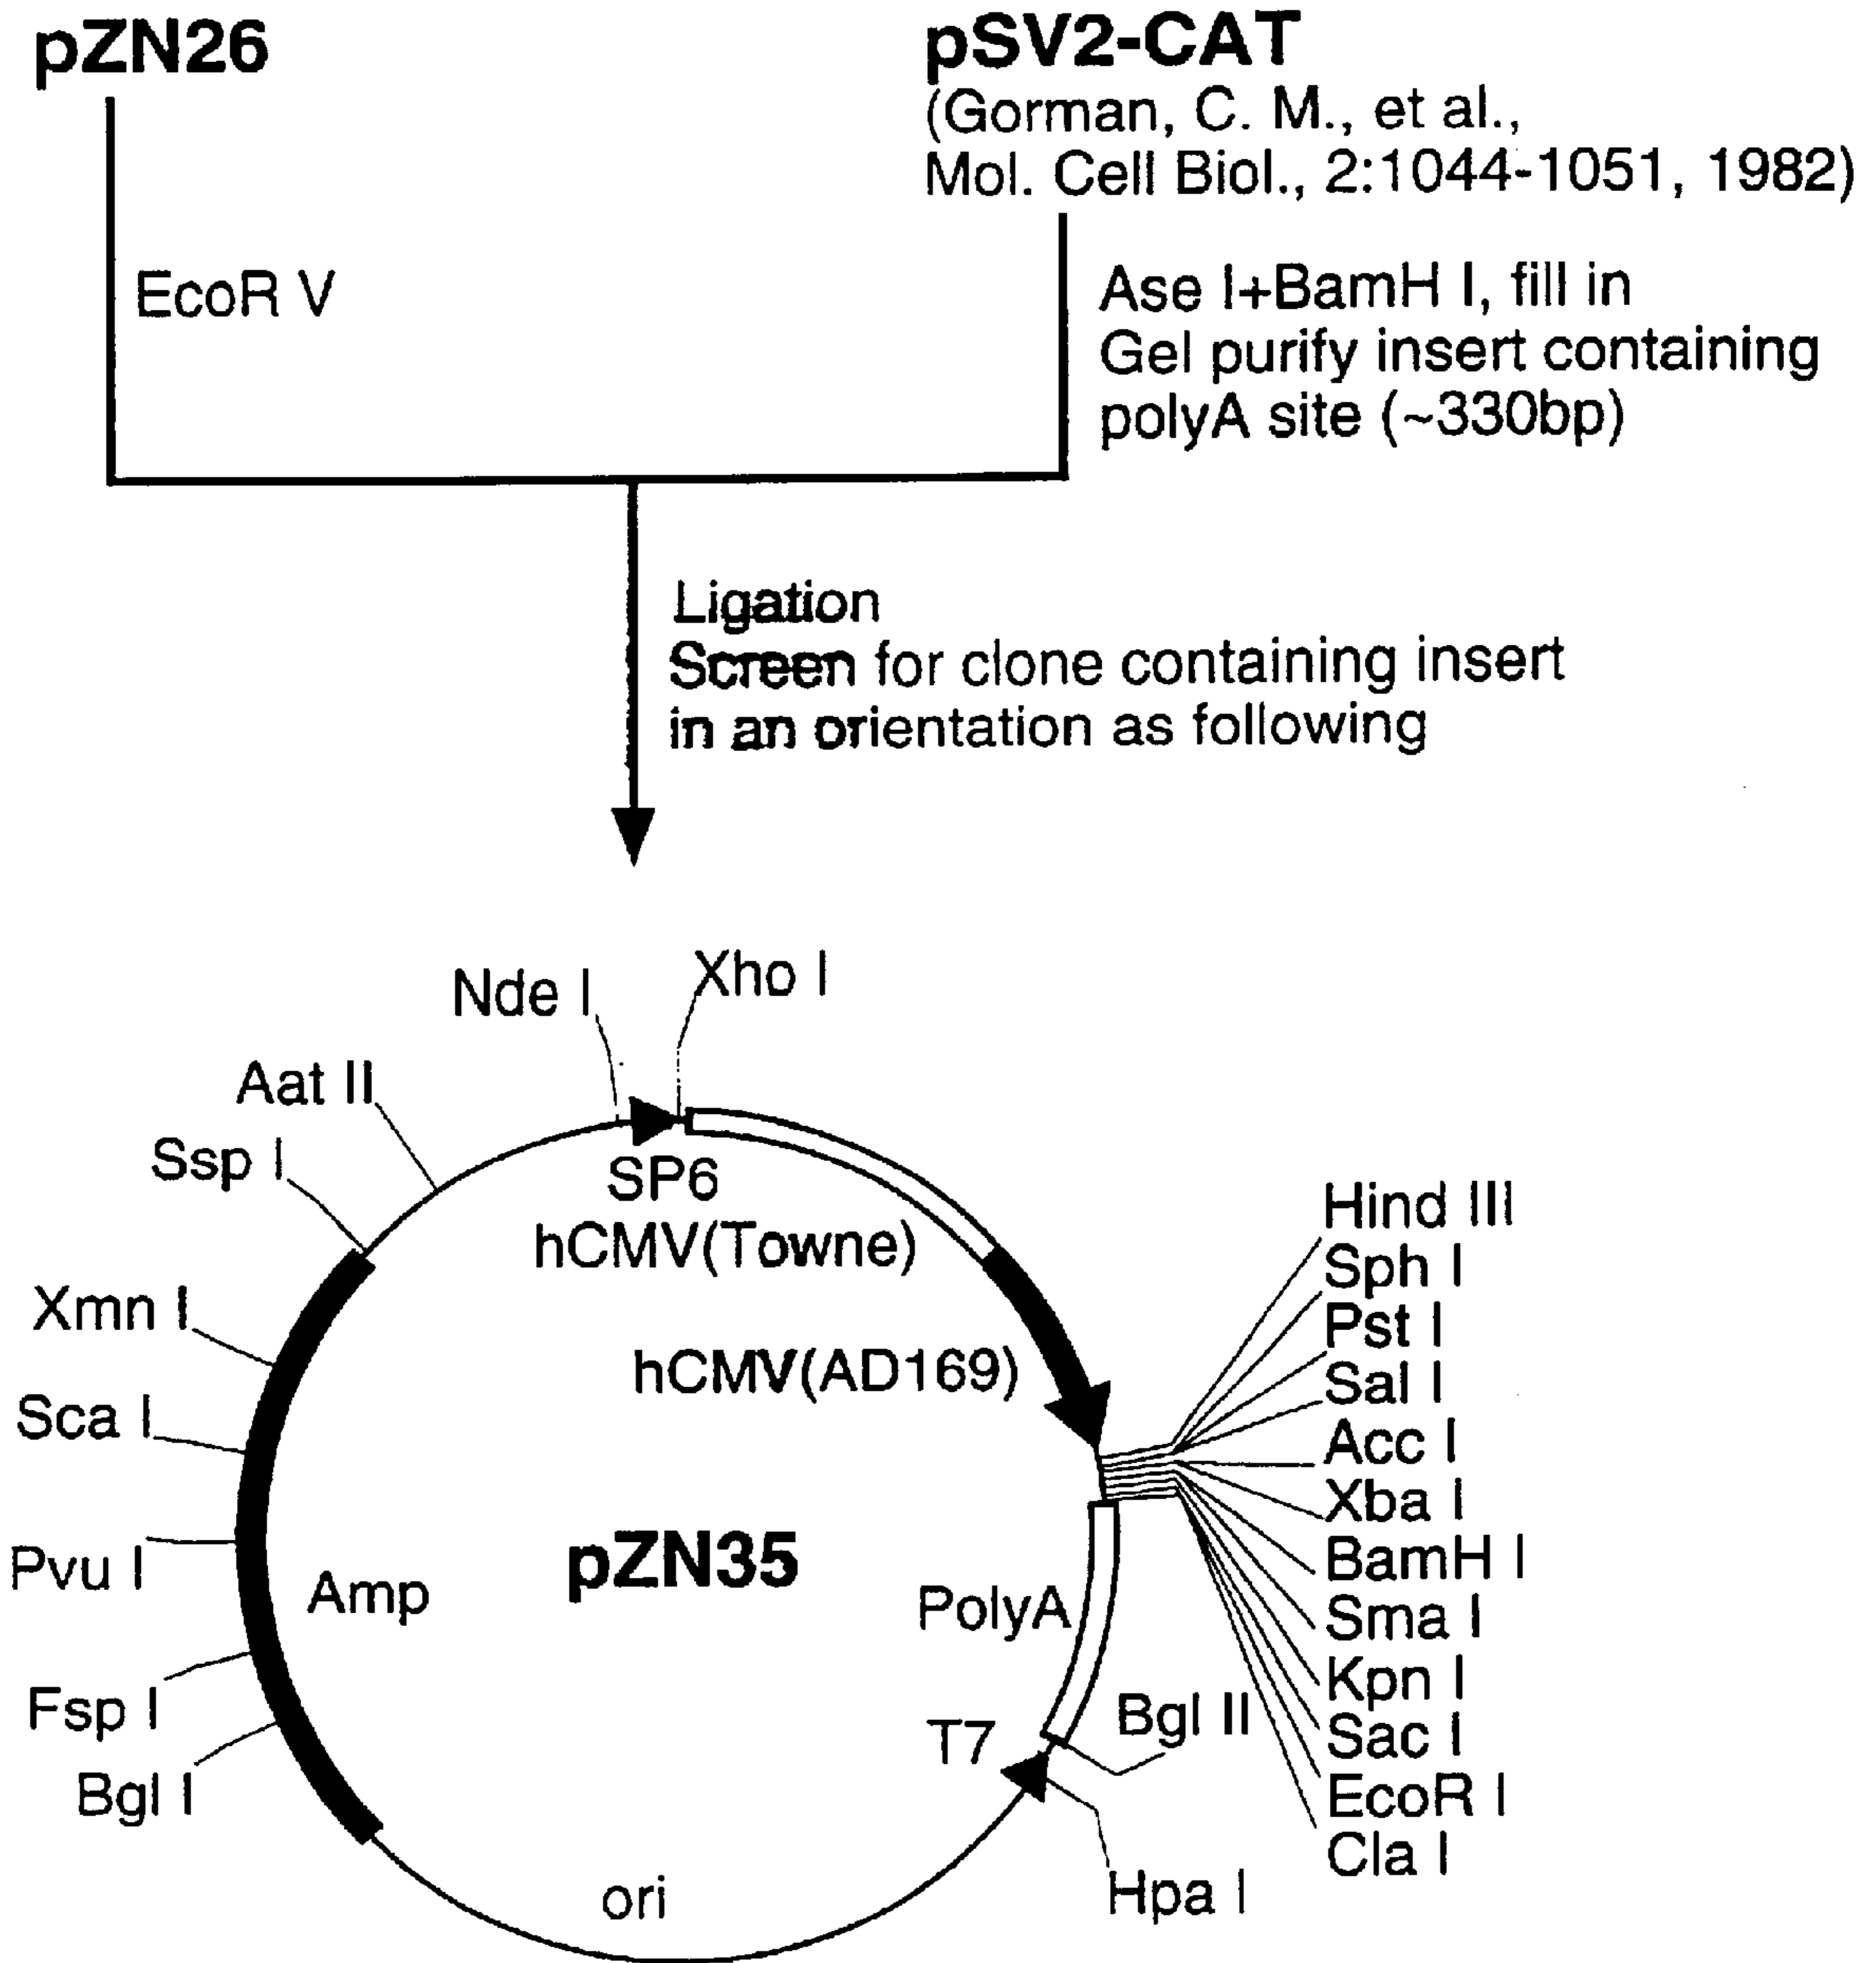 pZN26
pSV2-CAT
(Gorman, C. M., et al.,
Mol. Cell Biol., 2:1044-1051, 1982)
EcoR V
Ase I+BamH I, fill in
Gel purify insert containing
polyA site (~330bp)
Ligation
Screen for clone containing insert
in an orientation as following
Nde I
Xho I
Aat II
Ssp I
SP6
hCMV(Towne)
Hind III
Sph I
Xmn I
Pst I
hCMV(AD169)
Sal I
Sca I
Acc I
Xba I
Pvu I
Amp
pZN35
BamH I
PolyA
Sma I
Kpn I
Fsp I
Bgl II
T7
Sac I
Bgl I
EcoR I
Cla I
ori
Hpa I